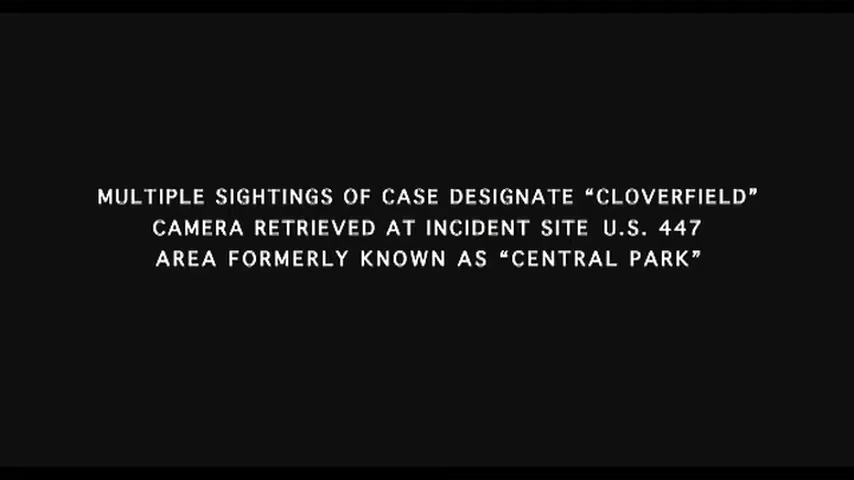 MULTIPLE SIGHTINGS OF CASE DESIGNATE “CLOVERFIELD”
CAMERA RETRIEVED AT INCIDENT SITE U.S. 447
AREA FORMERLY KNOWN AS “CENTRAL PARK”